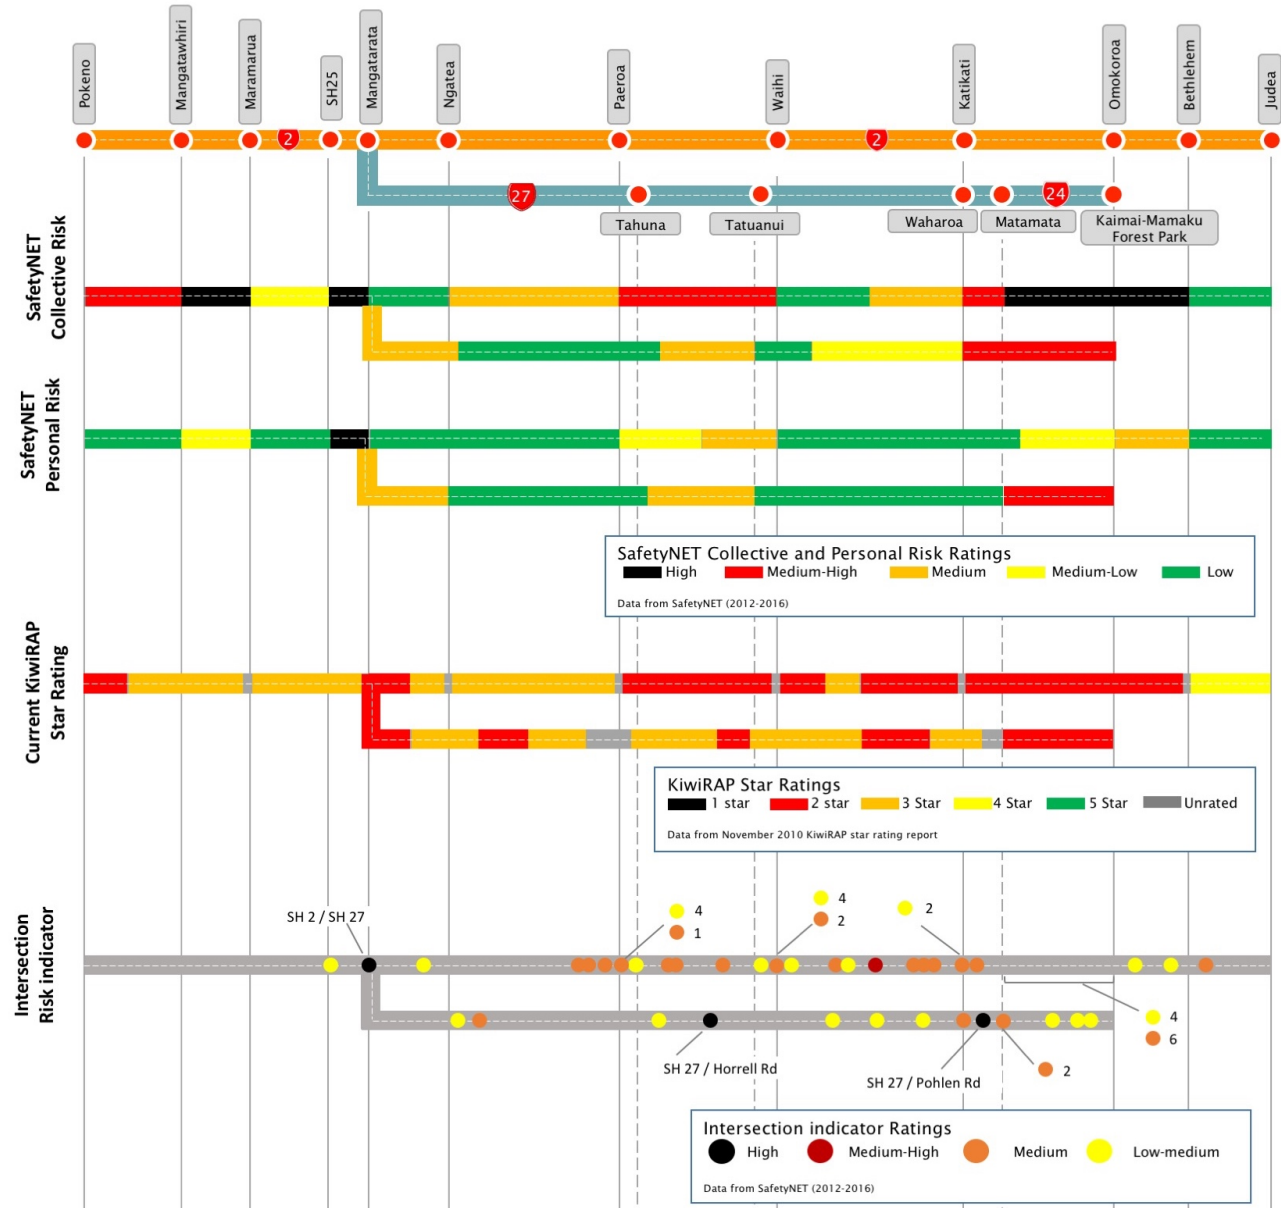 Pokeno
Mangatawhiri
Maramarua
SH25
Mangatarata
Ngatea
Paeroa
Waihi
Katikati
Omokoroa
Bethlehem
Judea
2
2
27
24
Tahuna
Tatuanui
Waharoa
Matamata
Kaimai-Mamaku
Forest Park
SafetyNET
Collective Risk
SafetyNET
Personal Risk
SafetyNET Collective and Personal Risk Ratings
High
Medium-High
Medium
Medium-Low
Low
Data from SafetyNET (2012-2016)
Current KiwiRAP
Star Rating
KiwiRAP Star Ratings
1 star
2 star
3 Star
4 Star
5 Star
Unrated
Data from November 2010 KiwiRAP star rating report
Intersection
Risk indicator
SH 2 / SH 27
4
1
4
2
2
4
6
SH 27 / Horrell Rd
SH 27 / Pohlen Rd
2
Intersection indicator Ratings
High
Medium-High
Medium
Low-medium
Data from SafetyNET (2012-2016)